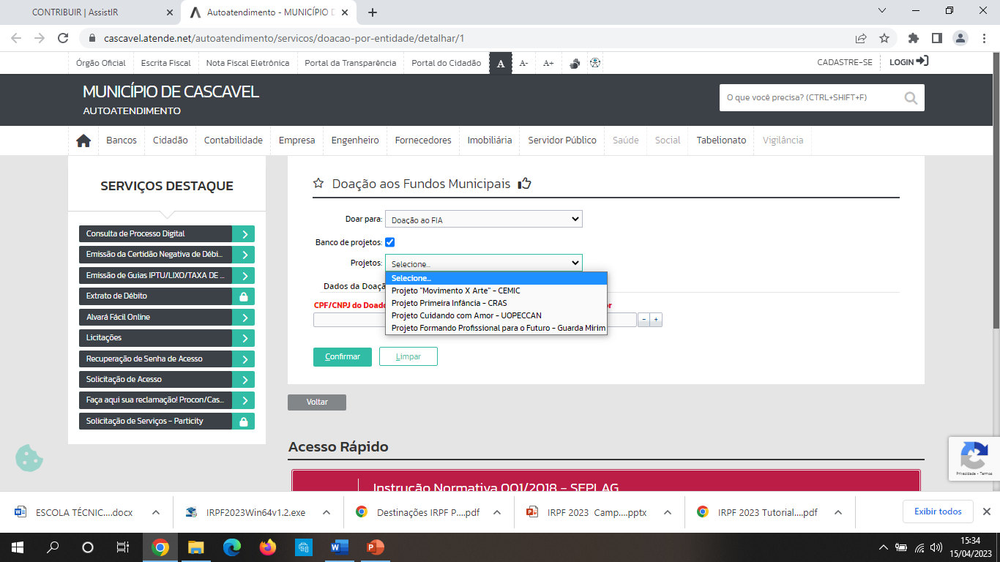 CONTRIBUIR | AssistIR
Autoatendimento - MUNICÍPIO D
cascavel.atende.net/autoatendimento/servicos/doacao-por-entidade/detalhar/1
Órgão Oficial Escrita Fiscal Nota Fiscal Eletrônica Portal da Transparência Portal do Cidadão A A- A+ CADASTRE-SE LOGIN
MUNICÍPIO DE CASCAVEL
AUTOATENDIMENTO
O que você precisa? (CTRL+SHIFT+F)
Bancos Cidadão Contabilidade Empresa Engenheiro Fornecedores Imobiliária Servidor Público Saúde Social Tabelionato Vigilância
SERVIÇOS DESTAQUE
Consulta de Processo Digital
Emissão da Certidão Negativa de Débi...
Emissão de Guias IPTU/LIXO/TAXA DE ...
Extrato de Débito
Alvará Fácil Online
Licitações
Recuperação de Senha de Acesso
Solicitação de Acesso
Faça aqui sua reclamação! Procon/Cas...
Solicitação de Serviços - Particity
Doação aos Fundos Municipais
Doar para: Doação ao FIA
Banco de projetos:
Projetos: Selecione...
Selecione...
Projeto "Movimento X Arte" - CEMIC
Projeto Primeira Infância - CRAS
Projeto Cuidando com Amor - UOPECCAN
Projeto Formando Profissional para o Futuro - Guarda Mirim
Dados da Doaçã
CPF/CNPJ do Doado or
- +
Confirmar Limpar
Voltar
Acesso Rápido
Instrução Normativa 001/2018 - SEPLAG
Privacidade - Termos
ESCOLA TÉCNIC....docx IRPF2023Win64v1.2.exe Destinações IRPF P....pdf IRPF 2023 Camp....pptx IRPF 2023 Tutorial....pdf Exibir todos
15:34
15/04/2023